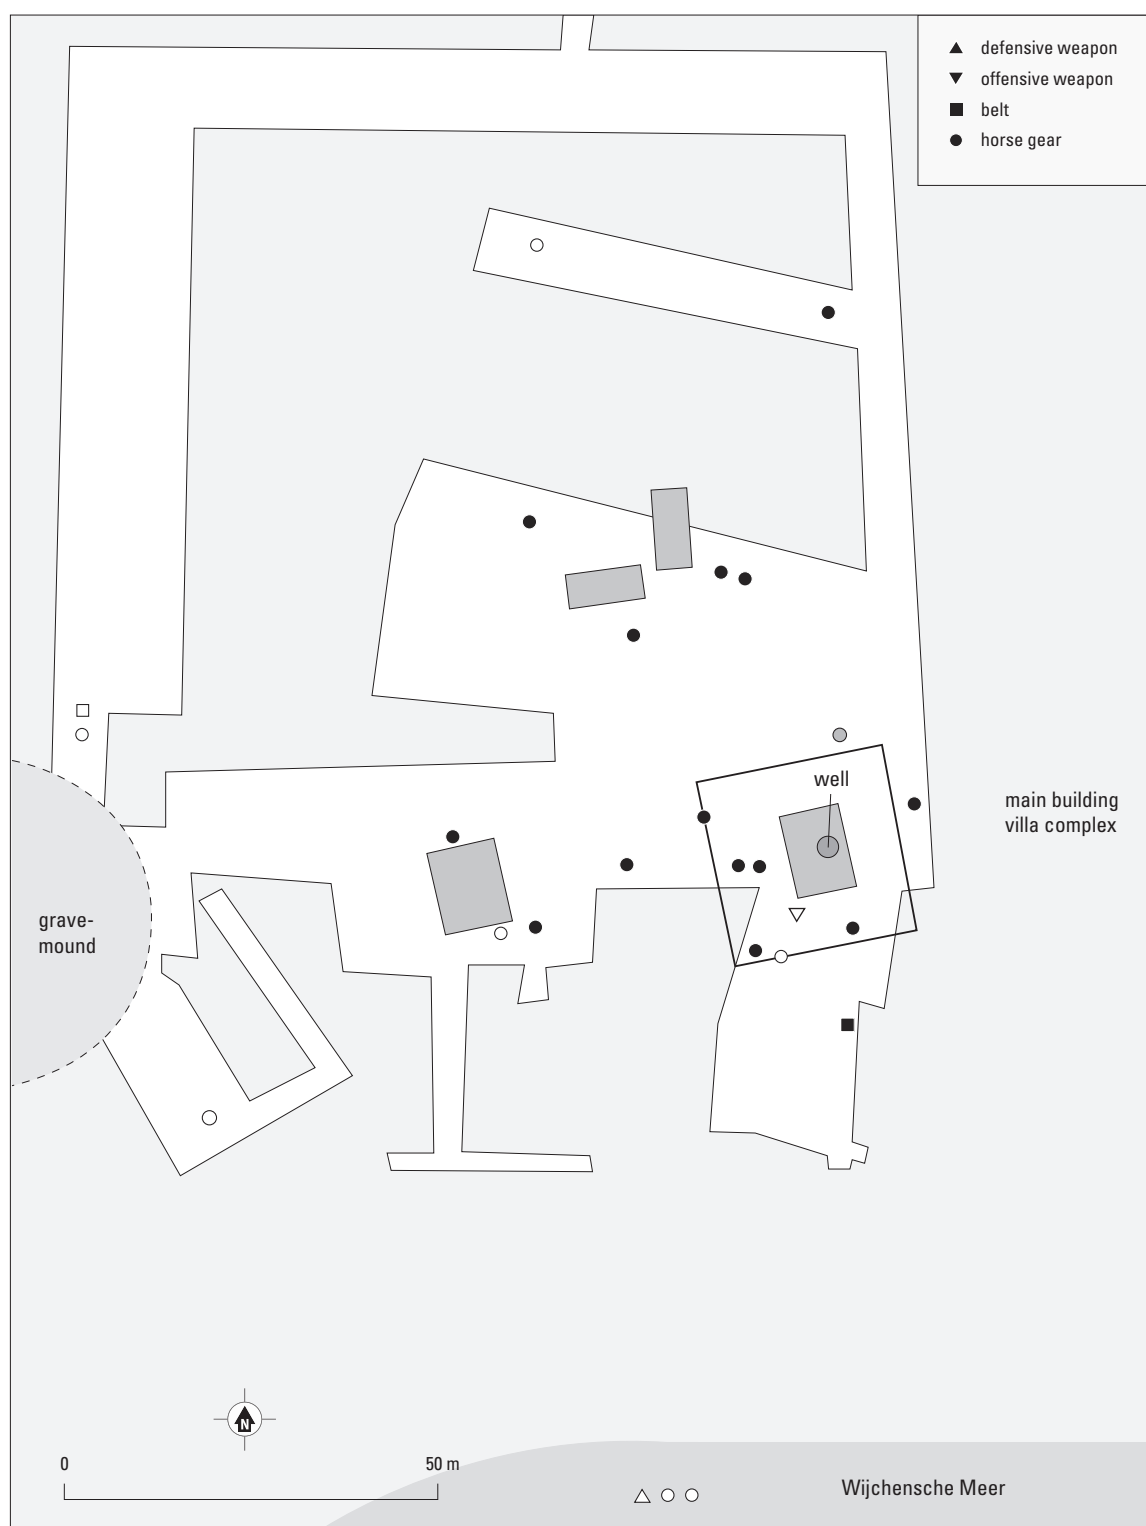 defensive weapon
offensive weapon
belt
horse gear
well
main building
villa complex
grave-
mound
N
0
50 m
Wijchensche Meer